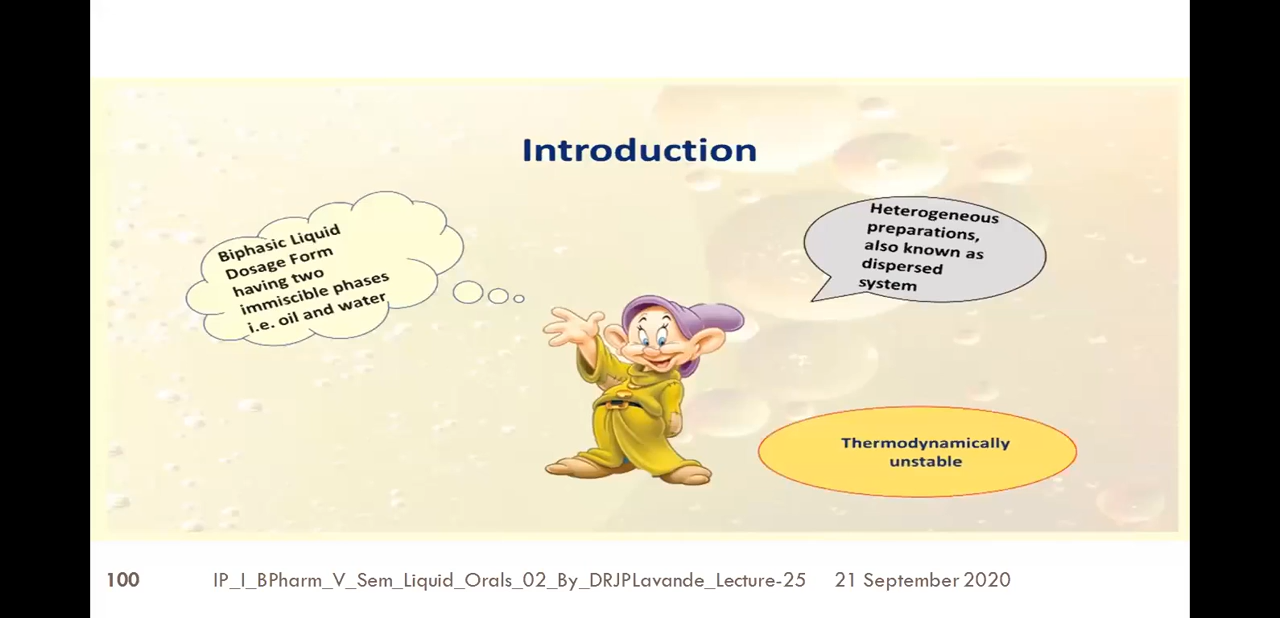 Introduction
Biphasic Liquid
Dosage Form
having two
immiscible phases
i.e. oil and water
Heterogeneous
preparations,
also known as
dispersed
system
Thermodynamically
unstable
100 IP_I_BPharm_V_Sem_Liquid_Orals_02_By_DRJPLavande_Lecture-25 21 September 2020